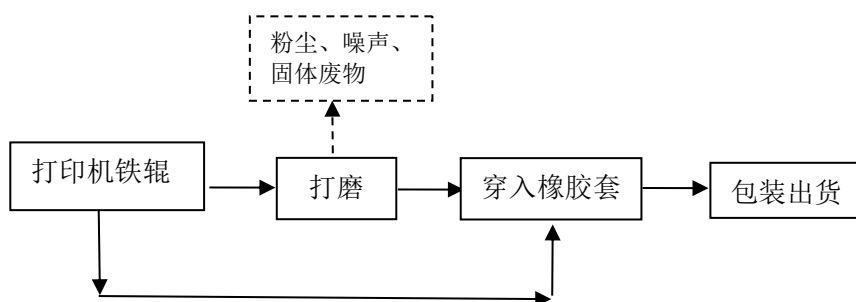 粉尘、噪声、
固体废物
打印机铁辊
打磨
穿入橡胶套
包装出货